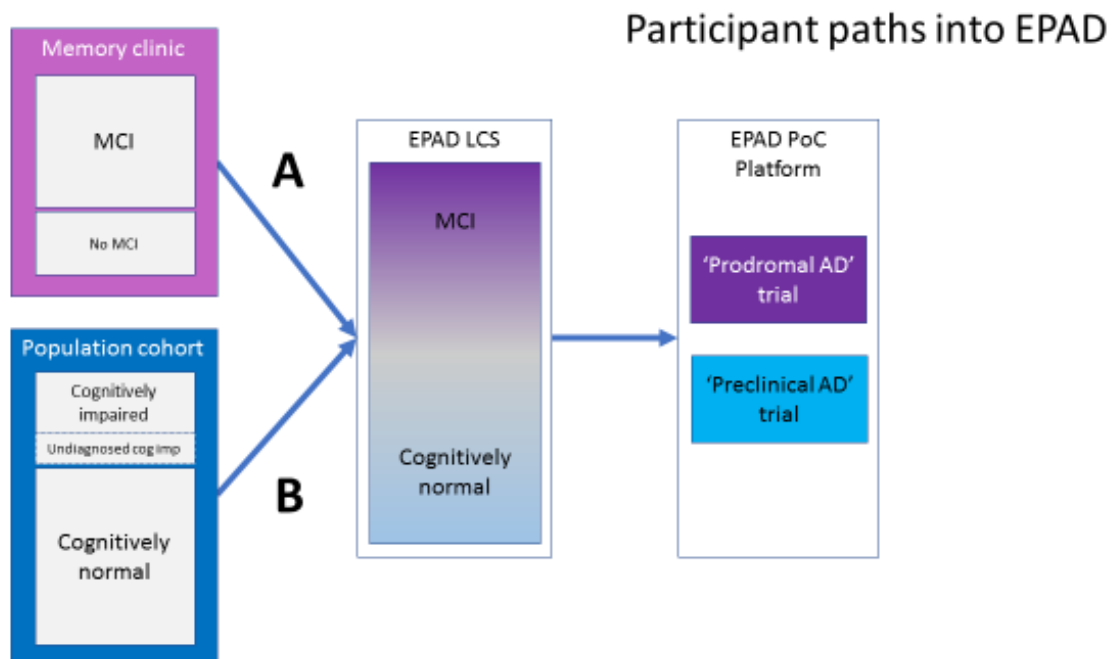 Participant paths into EPAD
Memory clinic
MCI
No MCI
Population cohort
Cognitively
impaired
Undiagnosed cog imp
Cognitively
normal
A
B
EPAD LCS
MCI
Cognitively
normal
EPAD PoC
Platform
‘Prodromal AD’
trial
‘Preclinical AD’
trial